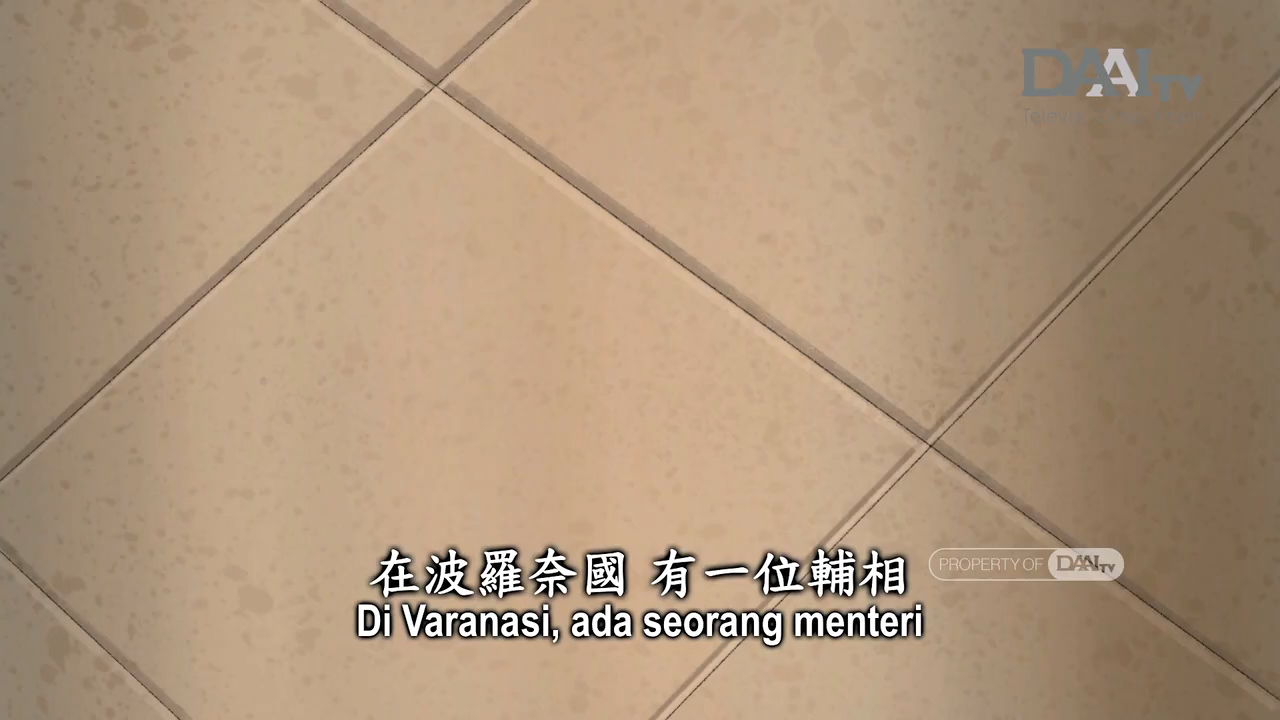 DAAI TV
在波羅奈國 有一位輔相
PROPERTY OF DAAI TV
Di Varanasi, ada seorang menteri